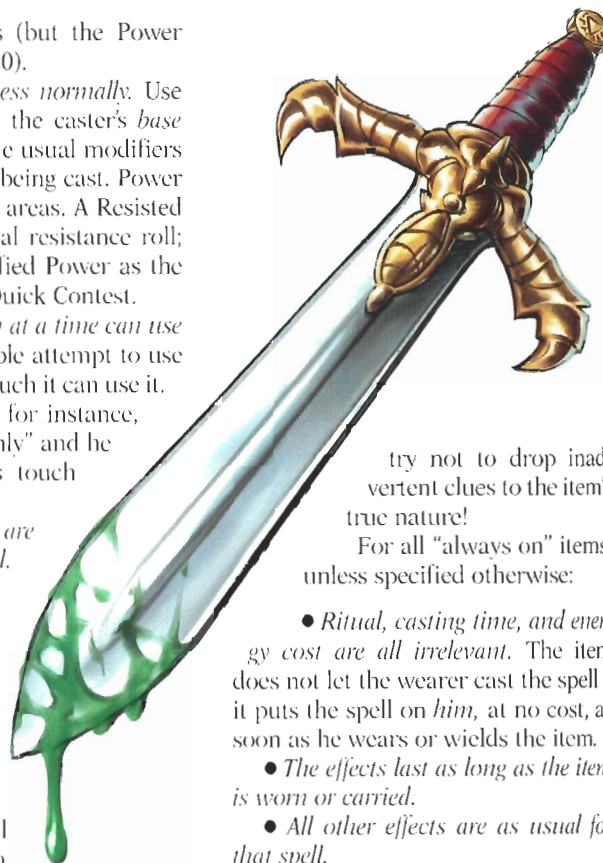 s (but the Power
0).
ess normally. Use
the caster's base
e usual modifiers
being cast. Power
areas. A Resisted
al resistance roll;
fied Power as the
Quick Contest.
at a time can use
ble attempt to use
uch it can use it.
for instance,
nly" and he
s touch
are
l.
l
try not to drop inad
vertent clues to the item'
true nature!
For all "always on" items
unless specified otherwise:
● Ritual, casting time, and ener
gy cost are all irrelevant. The item
does not let the wearer cast the spell
it puts the spell on him, at no cost, a
soon as he wears or wields the item.
● The effects last as long as the item
is worn or carried.
● All other effects are as usual fo
that spell.